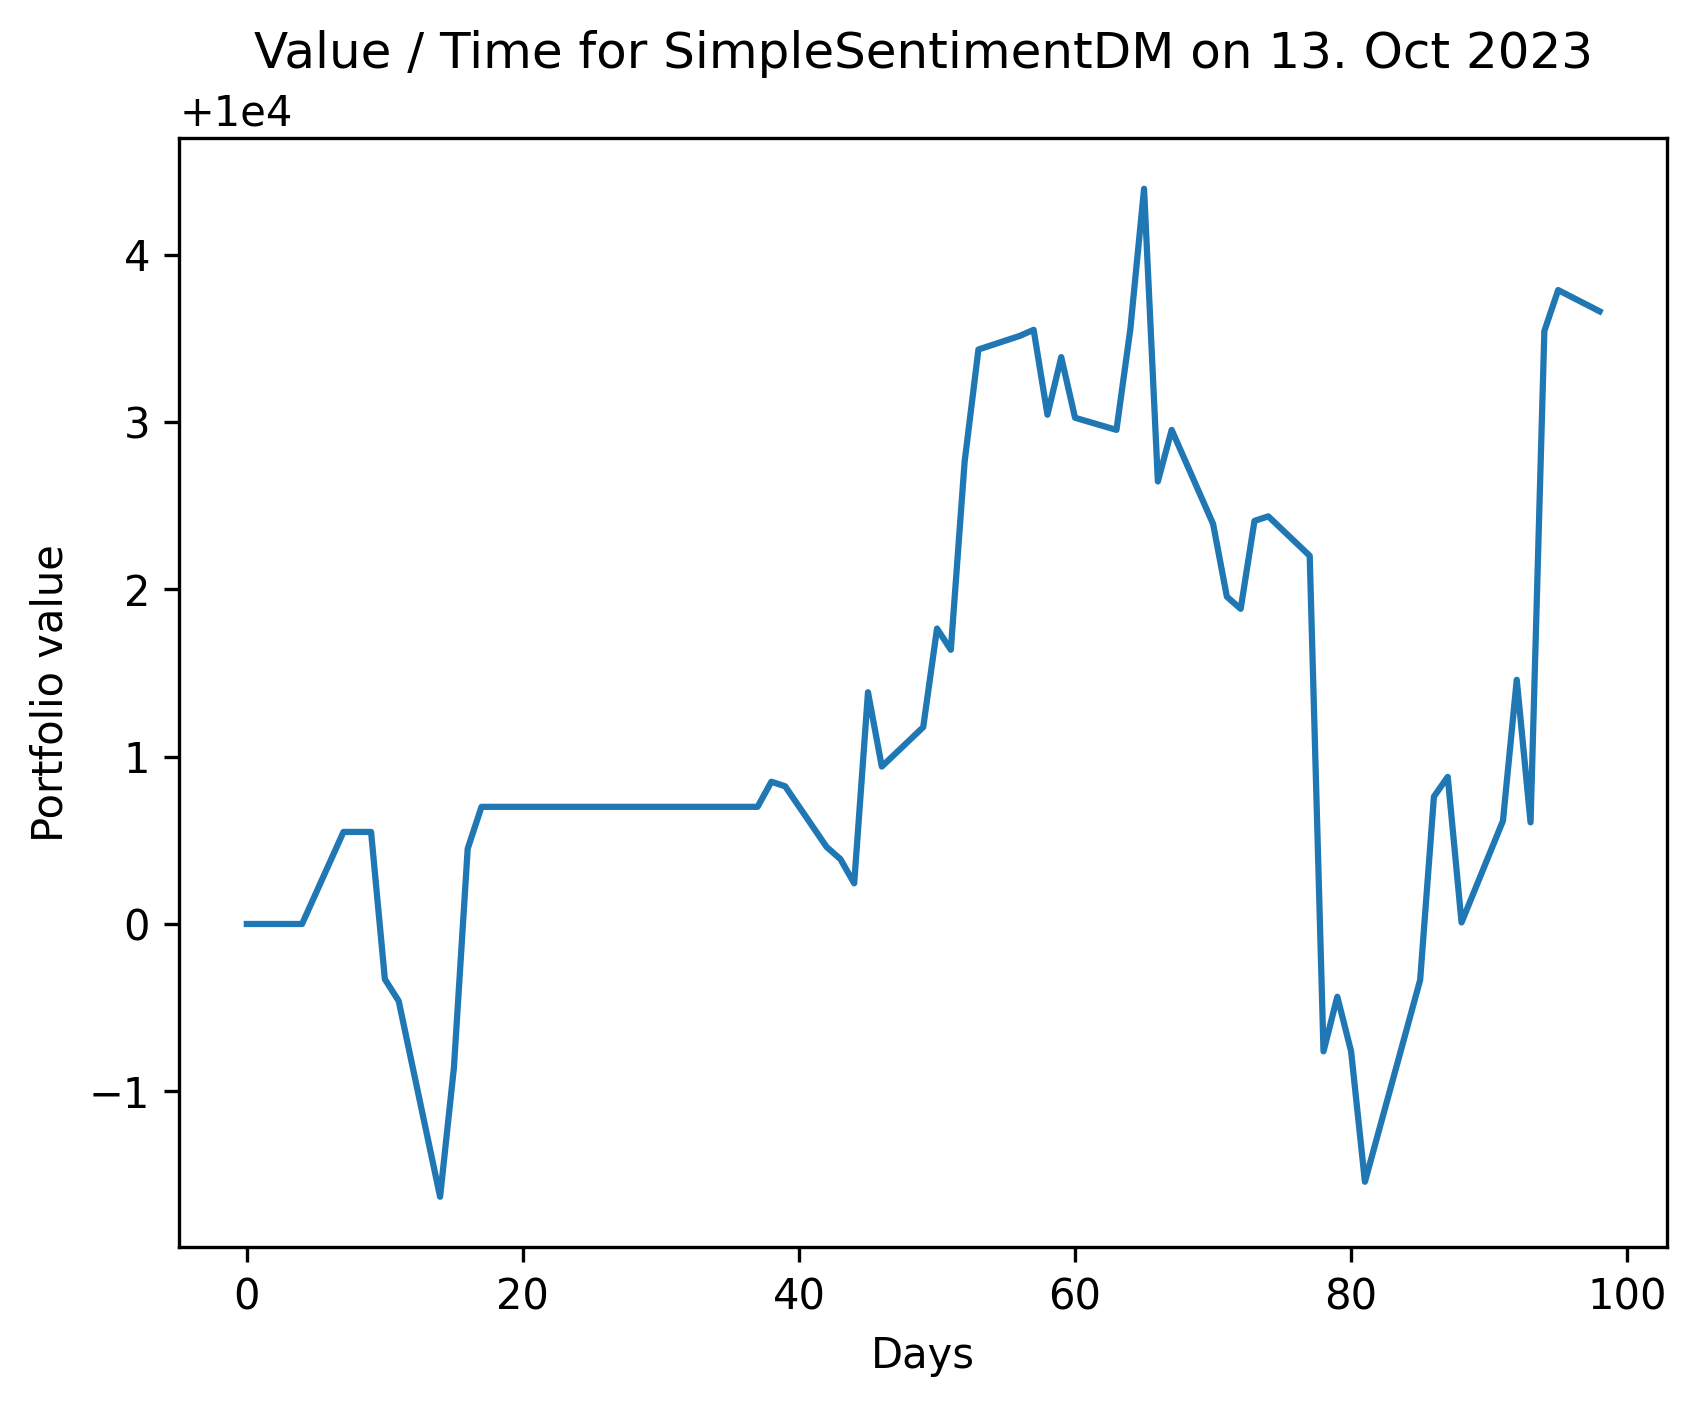 Value / Time for SimpleSentimentDM on 13. Oct 2023
+1e4
4
3
2
1
0
−1
Portfolio value
0 20 40 60 80 100
Days